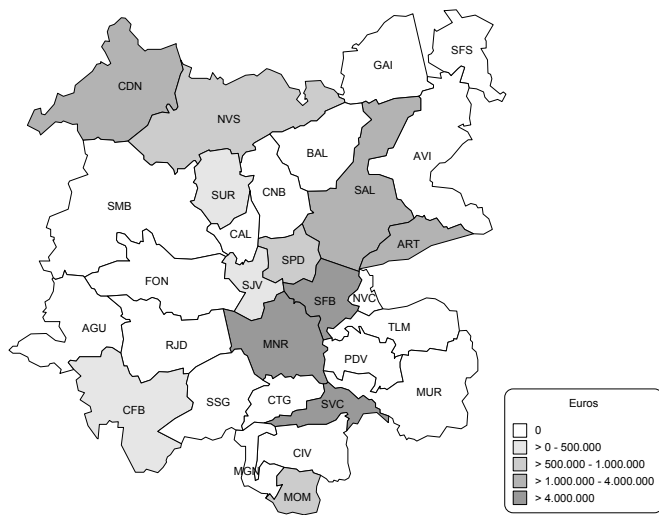 SFS
GAI
CDN
NVS
BAL
AVI
SAL
SUR
CNB
SMB
CAL
ART
SPD
FON
SJV
SFB
NVC
AGU
TLM
RJD
MNR
PDV
MUR
SSG
CTG
SVC
CFB
CIV
MGN
MOM
Euros
0
> 0 - 500.000
> 500.000 - 1.000.000
> 1.000.000 - 4.000.000
> 4.000.000